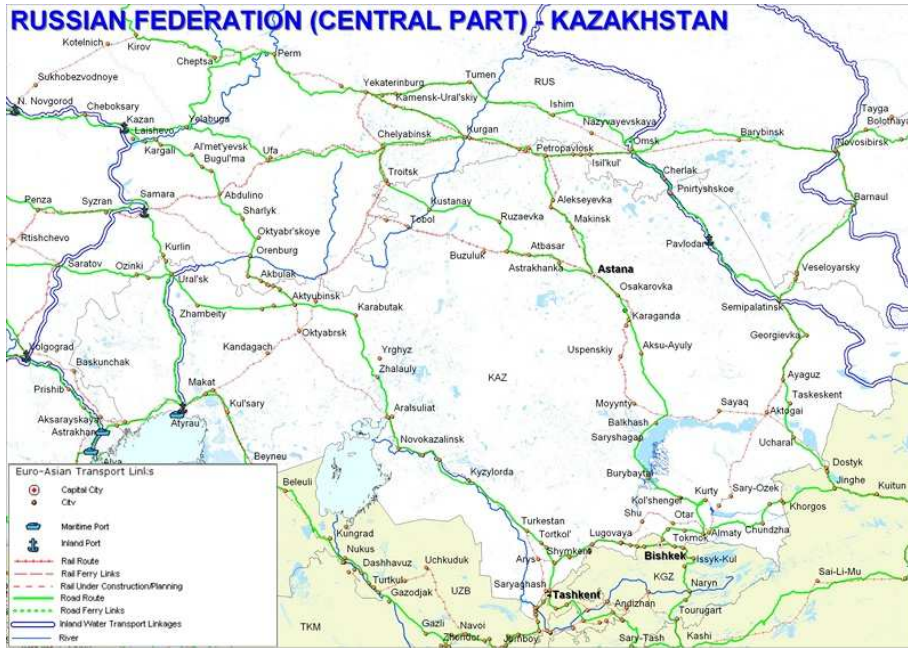 RUSSIAN FEDERATION (CENTRAL PART) - KAZAKHSTAN
Kotelnich
Kirov
Cheptsa
Perm
Sukhobezvodnoye
Yekaterinburg
Tumen
RUS
N. Novgorod
Cheboksary
Kamensk-Ural'skiy
Ishim
Tayga
Kazan
Yelabuga
Nazyvayevskaya
Bolothaya
Laishevo
Chelyabinsk
Kurgan
Omsk
Barybinsk
Kargali
Al'met'yevsk
Ufa
Petropavlosk
Novosibirsk
Bugul'ma
Isil'kul'
Troitsk
Cherlak
Samara
Abdulino
Pnirtyshskoe
Penza
Syzran
Kustanay
Alekseyevka
Barnaul
Sharlyk
Tobol
Ruzaevka
Makinsk
Rtishchevo
Oktyabr'skoye
Pavlodar
Kurlin
Orenburg
Buzuluk
Atbasar
Saratov
Ozinki
Akbulak
Astrakhanka
Astana
Veseloyarsky
Ural'sk
Osakarovka
Aktyubinsk
Semipalatinsk
Zhambeity
Karabutak
Karaganda
Oktyabrsk
Georgievka
Volgograd
Kandagach
Uspenskiy
Aksu-Ayuly
Baskunchak
Yrghyz
KAZ
Zhalauly
Ayaguz
Prishib
Makat
Moyynty
Taskeskent
Kul'sary
Sayaq
Aktogai
Aksarayskaya
Aralsuliat
Balkhash
Astrakhan
Atyrau
Saryshagap
Ucharal
Novokazalinsk
Beyneu
Dostyk
Kyzylorda
Burybaytal
Jinghe
Beleuli
Kuitun
Kurty
Sary-Ozek
Kol'shenger
Khorgos
Shu
Otar
Turkestan
Kungrad
Tortkol'
Lugovaya
Almaty
Chundzha
Nukus
Tokmok
Shymkent
Bishkek
Issyk-Kul
Dashhavuz
Uchkuduk
Arys
Turtkul
Naryn
Sai-Li-Mu
Saryaghash
KGZ
Gazodjak
UZB
Tashkent
Andizhan
Tourugart
Gazli
Navoi
TKM
Zhondor
Jomboy
Sary-Tash
Kashi
Euro-Asian Transport Links
Capital City
City
Maritime Port
Inland Port
Rail Route
Rail Ferry Links
Rail Under Construction/Planning
Road Route
Road Ferry Links
Inland Water Transport Linkages
River